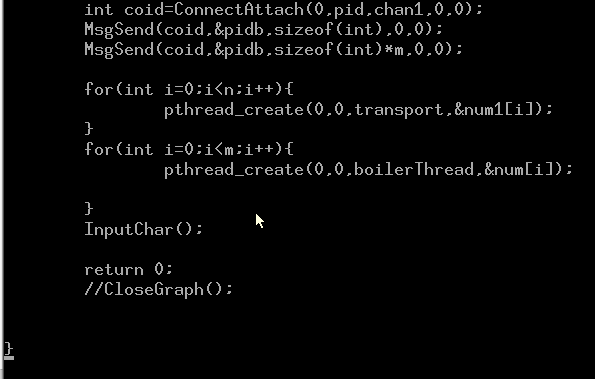 int coid=ConnectAttach(0,pid,chan1,0,0);
MsgSend(coid,&pidb,sizeof(int),0,0);
MsgSend(coid,&pidb,sizeof(int)*m,0,0);
for(int i=0;i<n;i++){
pthread_create(0,0,transport,&num1[i]);
}
for(int i=0;i<m;i++){
pthread_create(0,0,boilerThread,&num[i]);
}
InputChar();
return 0;
//CloseGraph();
}